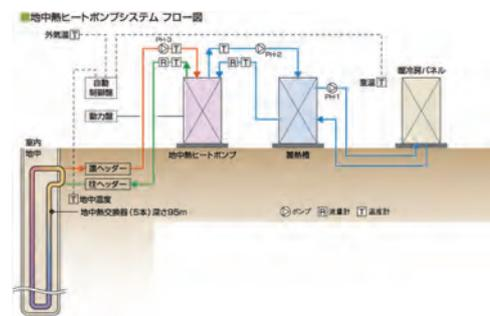 地中熱ヒートポンプシステム フロー図
外気温 T
PH-3
T
R T
T
PH-2
R T
PH-1
室温 T
暖冷房パネル
自動
制御盤
動力盤
地中熱ヒートポンプ
蓄熱槽
室内
地中
還ヘッダー
往ヘッダー
T 地中温度
地中熱交換器（5本）深さ95m
ポンプ R 流量計 T 温度計